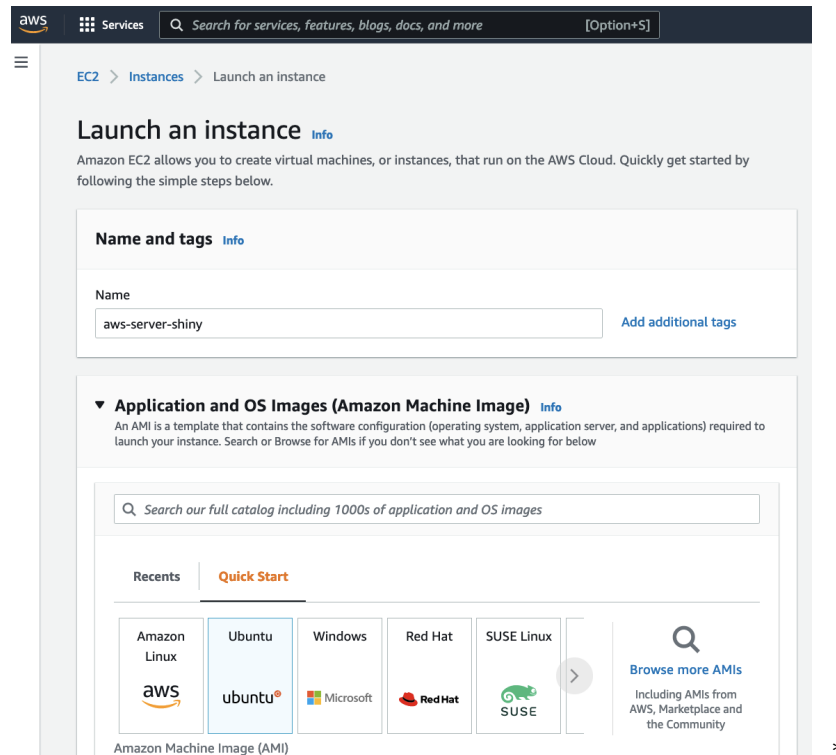 aws
Services
Search for services, features, blogs, docs, and more
[Option+S]
EC2 > Instances > Launch an instance
Launch an instance Info
Amazon EC2 allows you to create virtual machines, or instances, that run on the AWS Cloud. Quickly get started by
following the simple steps below.
Name and tags Info
Name
aws-server-shiny
Add additional tags
Application and OS Images (Amazon Machine Image) Info
An AMI is a template that contains the software configuration (operating system, application server, and applications) required to
launch your instance. Search or Browse for AMIs if you don't see what you are looking for below
Search our full catalog including 1000s of application and OS images
Recents
Quick Start
Amazon
Linux
aws
Ubuntu
ubuntu
Windows
Microsoft
Red Hat
Red Hat
SUSE Linux
SUSE
Browse more AMIs
Including AMIs from
AWS, Marketplace and
the Community
Amazon Machine Image (AMI)